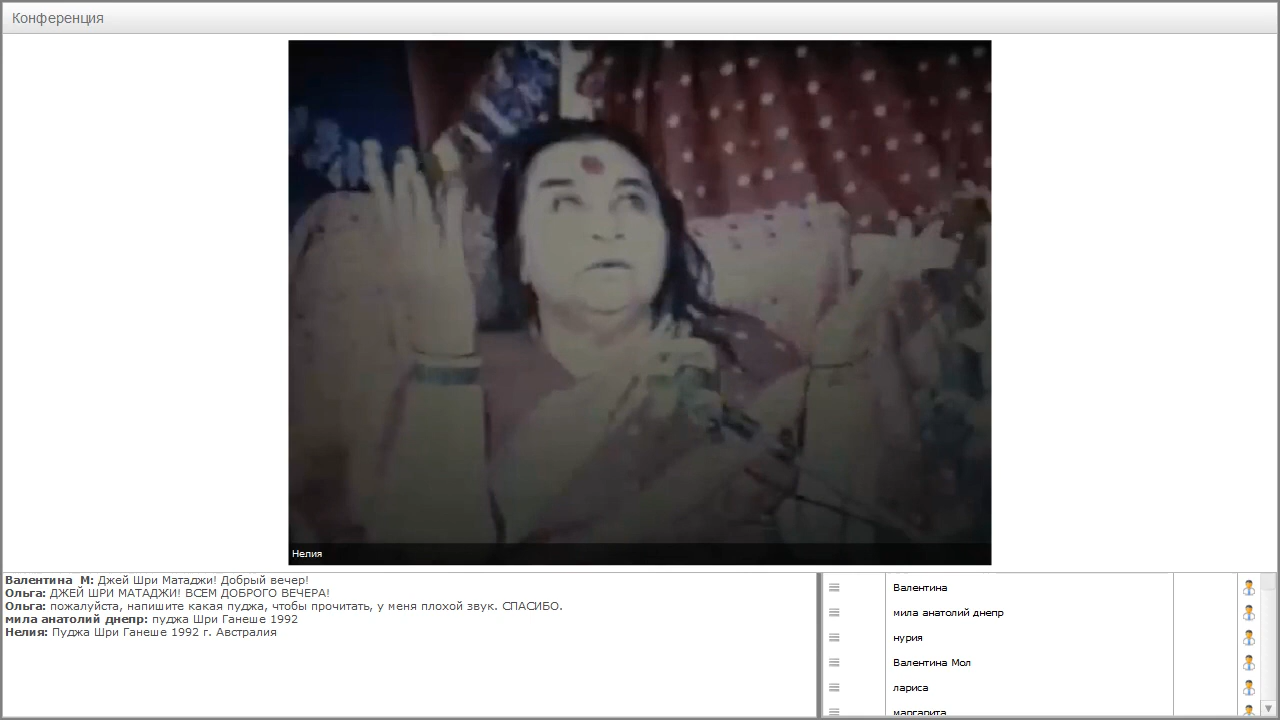 Конференция
Нелия
Валентина_М: Джей Шри Матаджи! Добрый вечер!
Ольга: ДЖЕЙ ШРИ МАТАДЖИ! ВСЕМ ДОБРОГО ВЕЧЕРА!
Ольга: пожалуйста, напишите какая пуджа, чтобы прочитать, у меня плохой звук. СПАСИБО.
мила анатолий днепр: пуджа Шри Ганеше 1992
Нелия: Пуджа Шри Ганеше 1992 г. Австралия
Валентина
мила анатолий днепр
нурия
Валентина Мол
лариса
маргарита